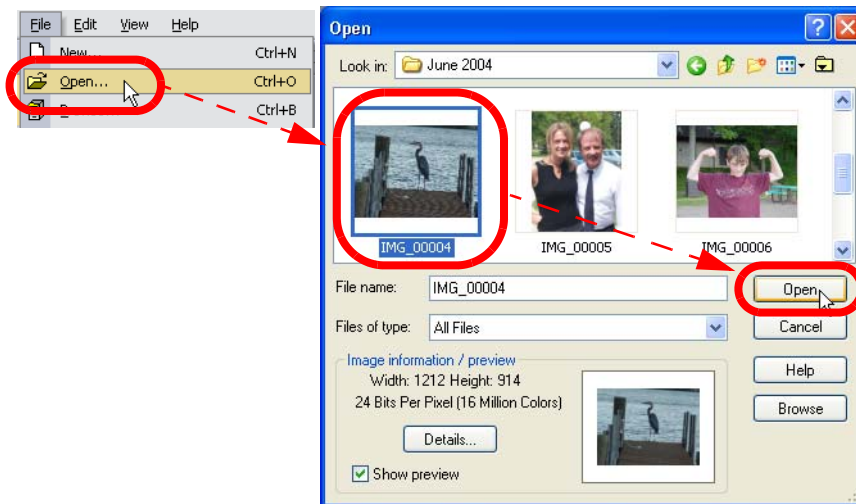 File Edit View Help
New... Ctrl+N
Open... Ctrl+O
Ctrl+B
Open
Look in: June 2004
IMG_00004 IMG_00005 IMG_00006
File name: IMG_00004
Open
Files of type: All Files
Cancel
Image information / preview
Width: 1212 Height: 914
24 Bits Per Pixel (16 Million Colors)
Details...
Show preview
Help
Browse